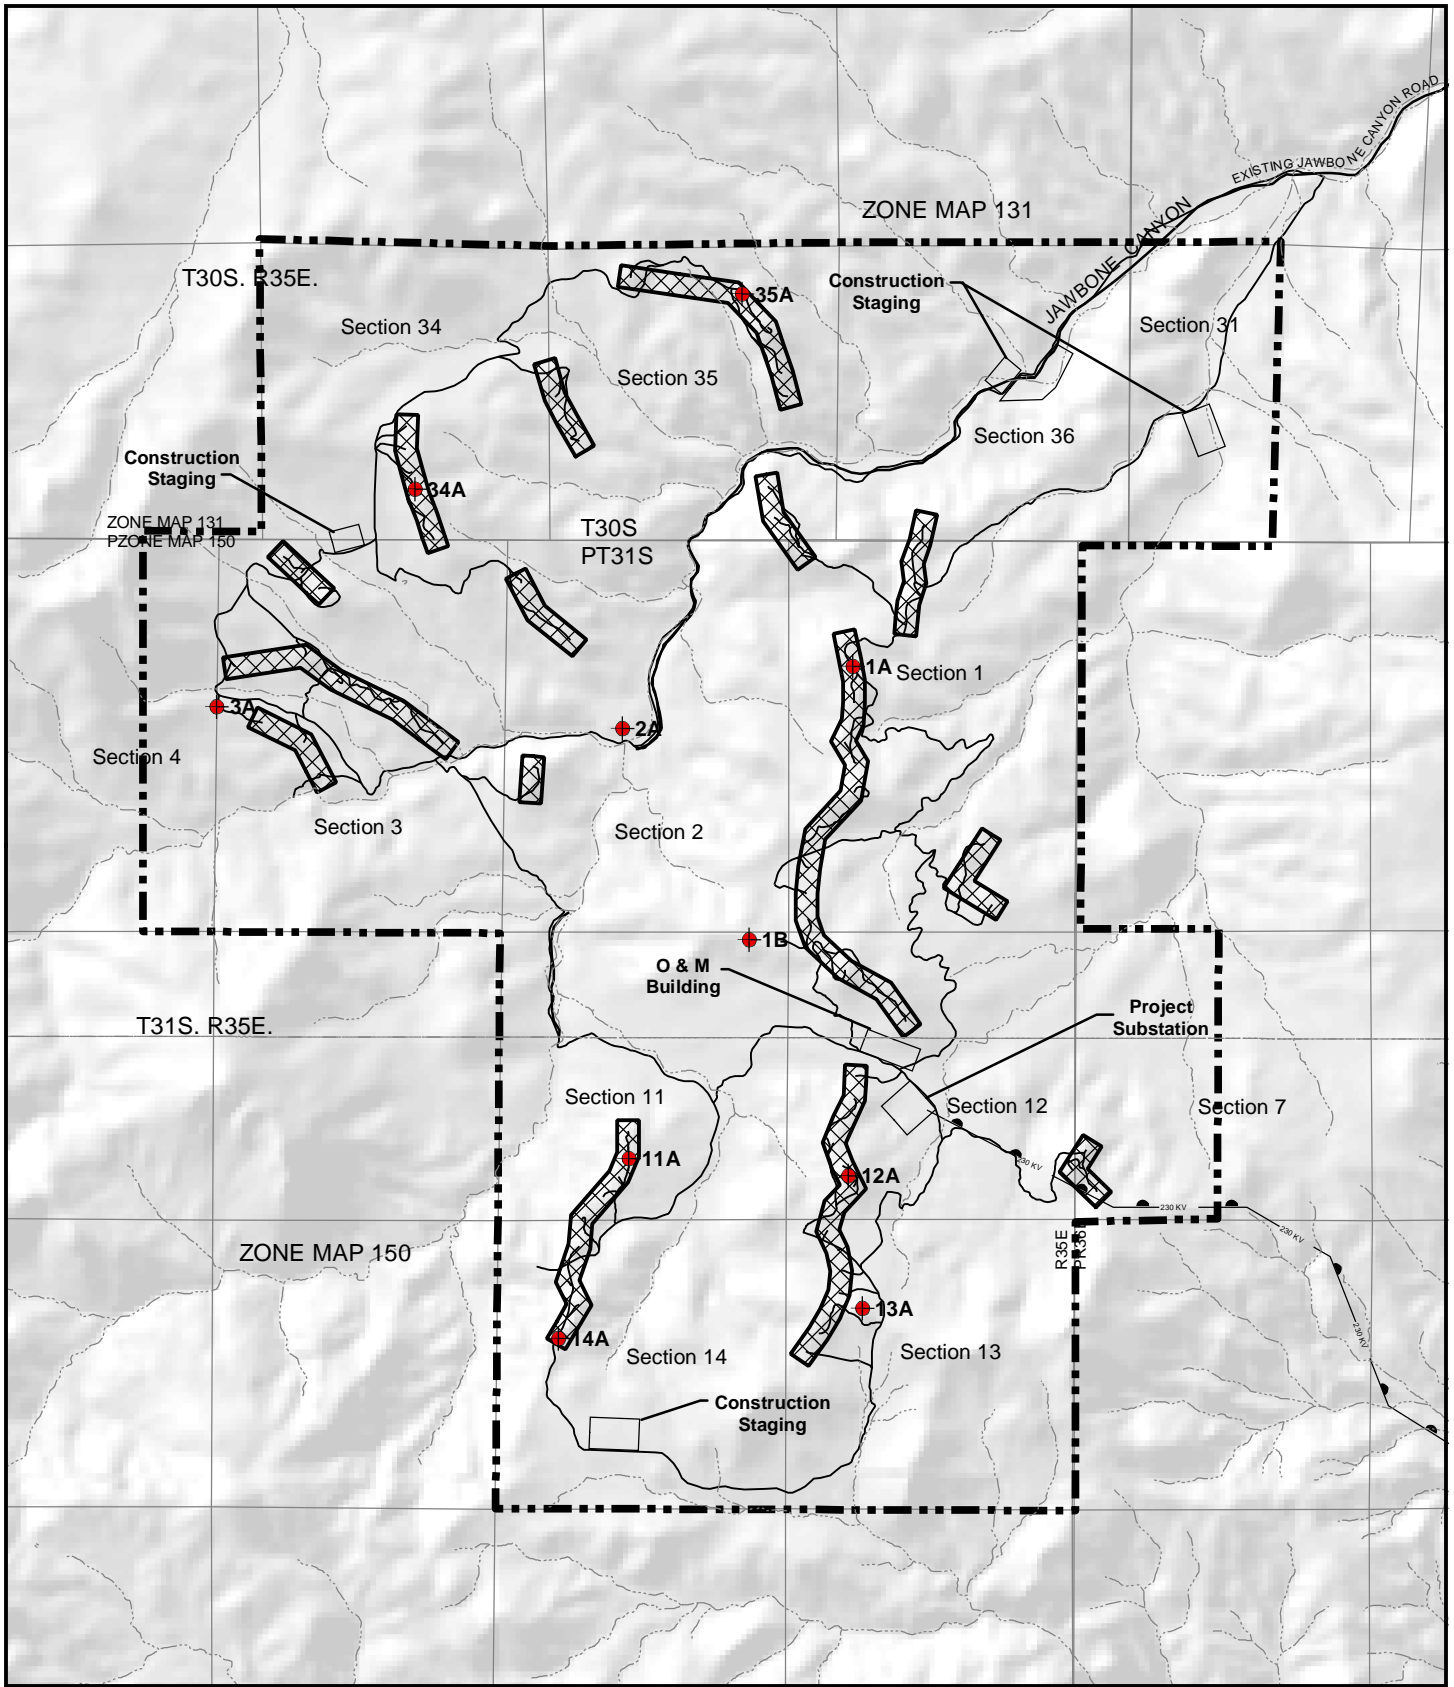 EXISTING JAWBONE CANYON ROAD
ZONE MAP 131
JAWBONE CANYON
T30S. R35E.
Construction
Staging
Section 34
Section 31
35A
Section 35
Section 36
Construction
Staging
34A
ZONE MAP 131
PZONE MAP 150
T30S
PT31S
1A
Section 1
3A
2A
Section 4
Section 3
Section 2
1B
O & M
Building
Project
Substation
T31S. R35E.
Section 11
Section 12
Section 7
11A
230 KV
12A
230 KV
R35E
PR36E
230 KV
ZONE MAP 150
13A
230 KV
14A
Section 14
Section 13
Construction
Staging